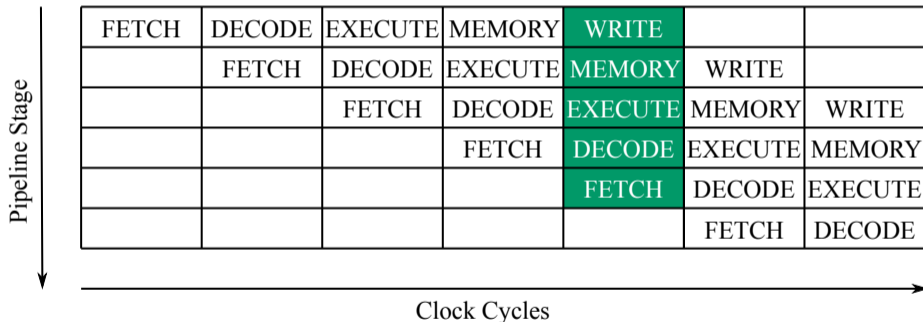 Pipeline Stage
FETCH DECODE EXECUTE MEMORY WRITE
FETCH DECODE EXECUTE MEMORY WRITE
FETCH DECODE EXECUTE MEMORY WRITE
FETCH DECODE EXECUTE MEMORY
FETCH DECODE EXECUTE
FETCH DECODE
Clock Cycles